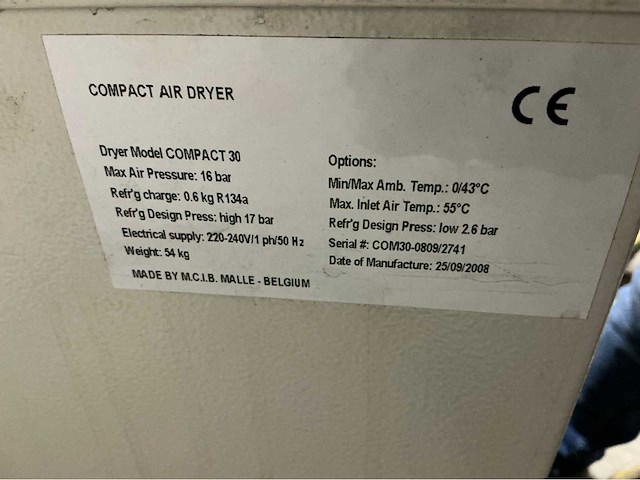 COMPACT AIR DRYER
CE
Dryer Model COMPACT 30
Max Air Pressure: 16 bar
Refr'g charge: 0.6 kg R134a
Refr'g Design Press: high 17 bar
Electrical supply: 220-240V/1 ph/50 Hz
Weight: 54 kg
MADE BY M.C.I.B. MALLE - BELGIUM
Options:
Min/Max Amb. Temp.: 0/43°C
Max. Inlet Air Temp.: 55°C
Refr'g Design Press: low 2.6 bar
Serial #: COM30-0809/2741
Date of Manufacture: 25/09/2008